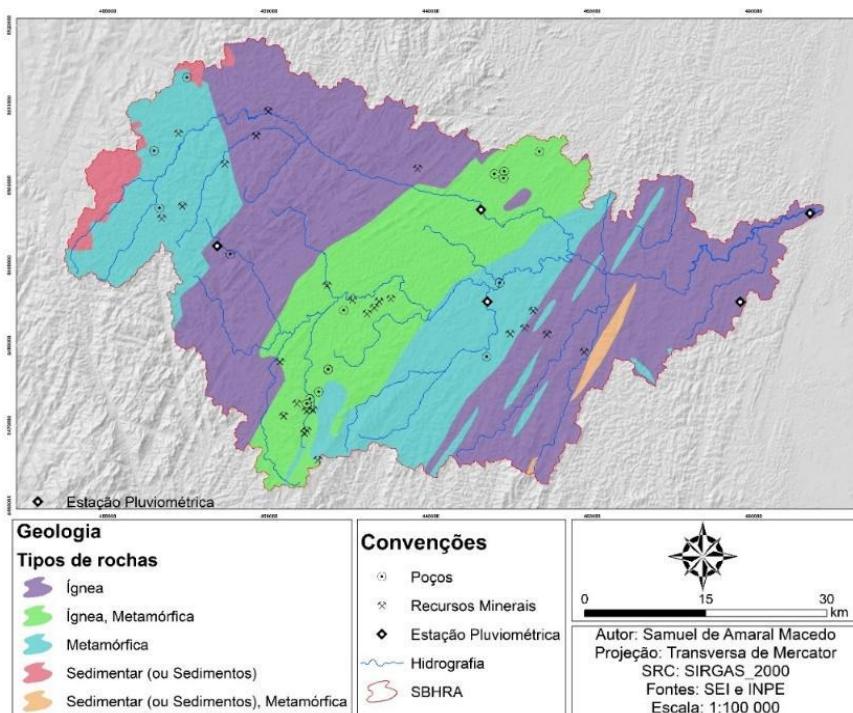 Estação Pluviométrica
Geologia
Tipos de rochas
Ígnea
Ígnea, Metamórfica
Metamórfica
Sedimentar (ou Sedimentos)
Sedimentar (ou Sedimentos), Metamórfica
Convenções
Poços
Recursos Minerais
Estação Pluviométrica
Hidrografia
SBHRA
0 15 30
km
Autor: Samuel de Amaral Macedo
Projeção: Transversa de Mercator
SRC: SIRGAS_2000
Fontes: SEI e INPE
Escala: 1:100 000